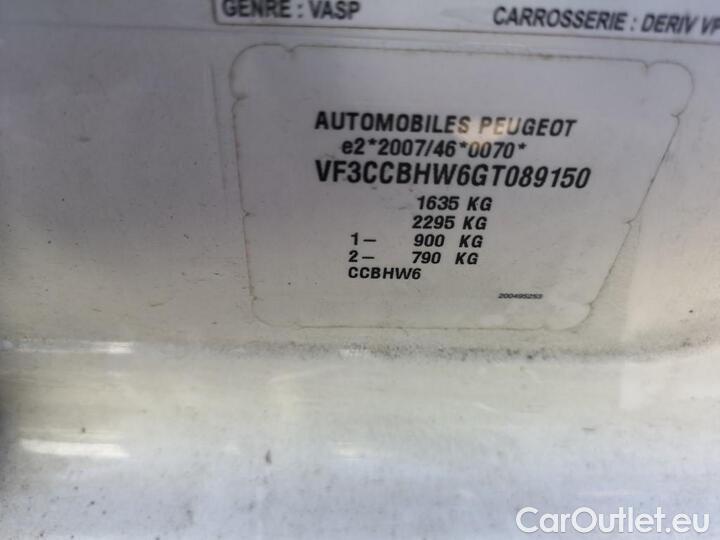 GENRE : VASP
CARROSSERIE : DERIV VP
AUTOMOBILES PEUGEOT
e2*2007/46*0070*
VF3CCBHW6GT089150
1635 KG
2295 KG
1- 900 KG
2- 790 KG
CCBHW6
200495253
CarOutlet.eu